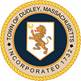 TOWN OF DUDLEY, MASSACHUSETTS
INCORPORATED 1732